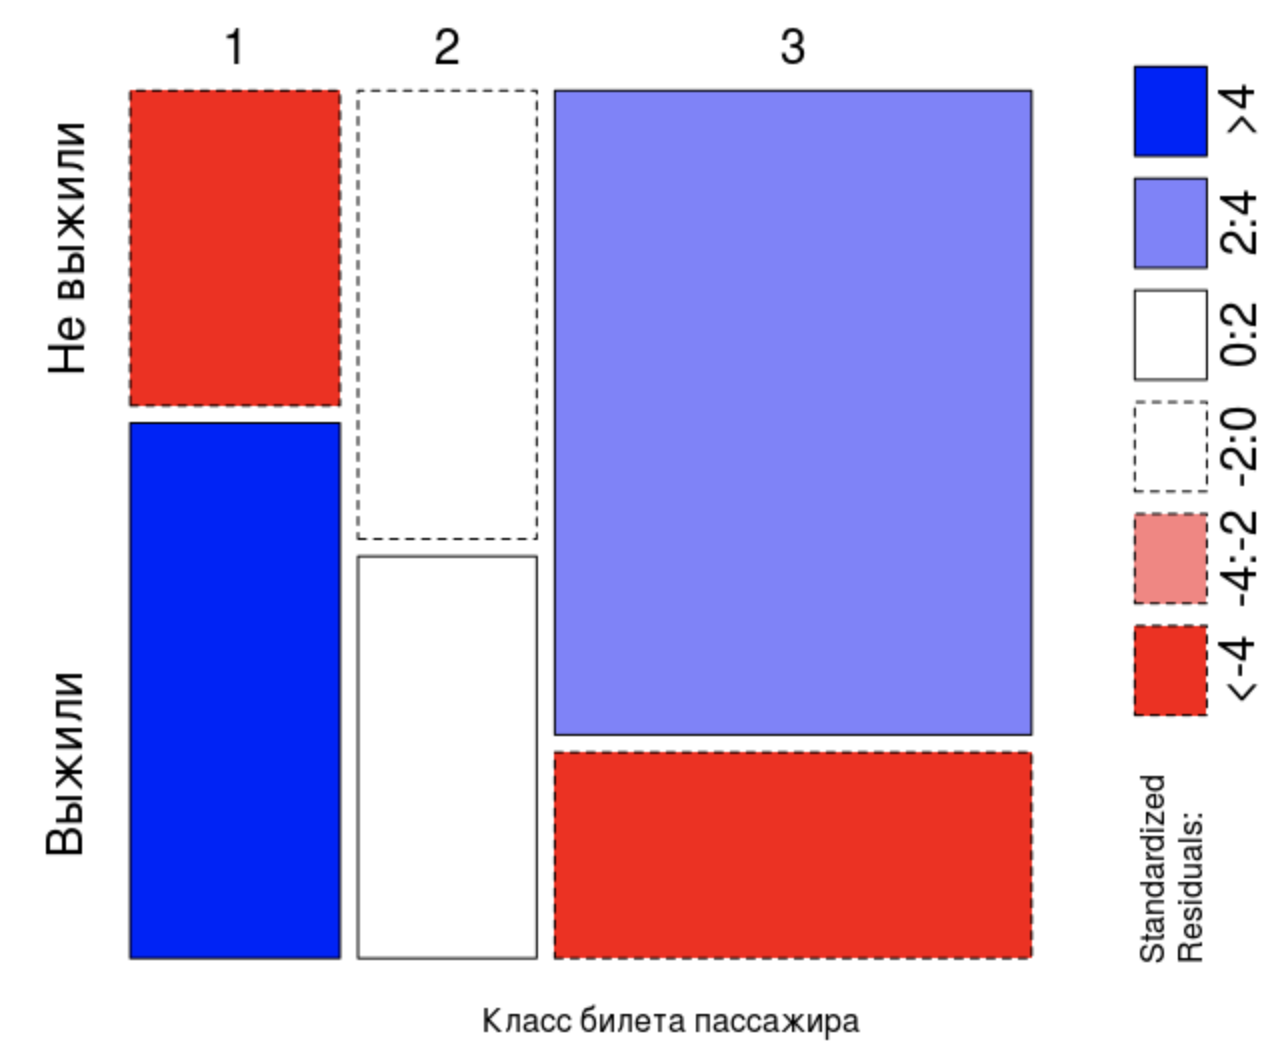 1
2
3
Не выжили
Выжили
Класс билета пассажира
>4
2:4
0:2
-2:0
-4:-2
<-4
Standardized
Residuals: